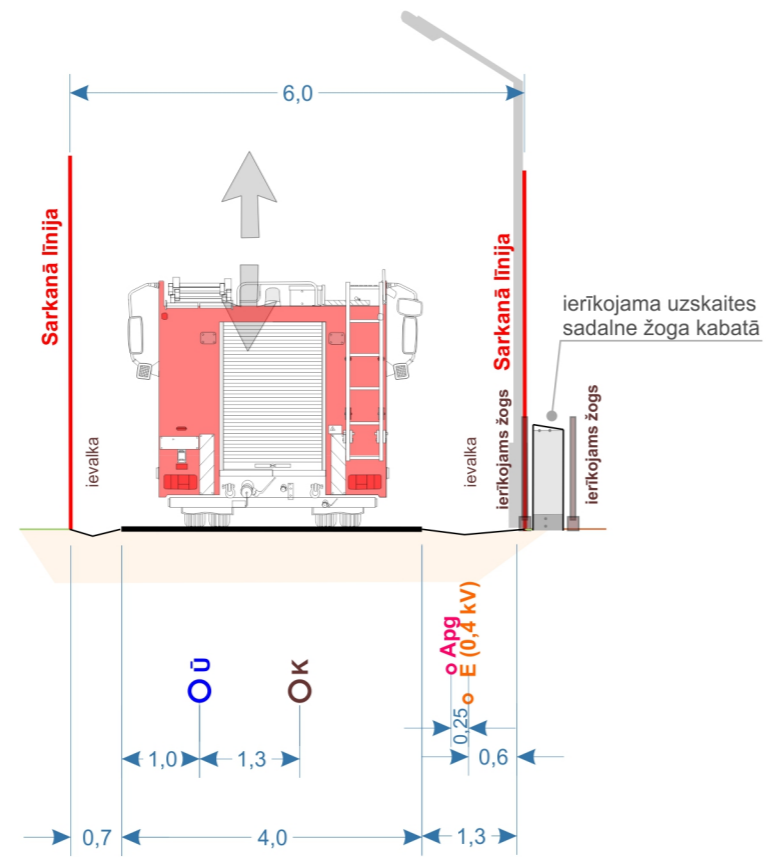 6,0
Sarkanā līnija
Sarkanā līnija
ierīkojama uzskaites
sadalne žoga kabatā
ievalka
ievalka
ierīkojams žogs
ierīkojams žogs
Ū
K
Apg
E (0,4 kV)
0,25
1,0
1,3
0,6
0,7
4,0
1,3